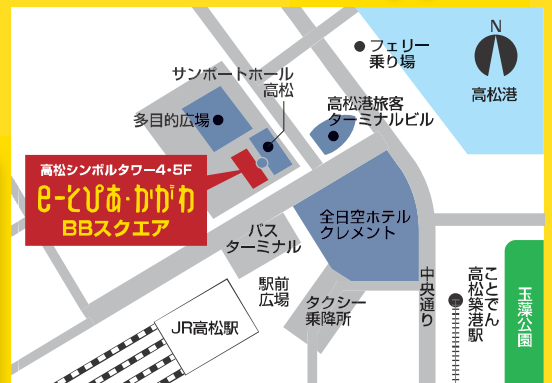 N
高松港
フェリー
乗り場
サンポートホール
高松
多目的広場
高松港旅客
ターミナルビル
高松シンボルタワー4・5F
e-とぴあ・かがわ
BBスクエア
全日空ホテル
クレメント
バス
ターミナル
駅前
広場
タクシー
乗降所
中央通り
ことでん
高松築港駅
玉藻公園
JR高松駅